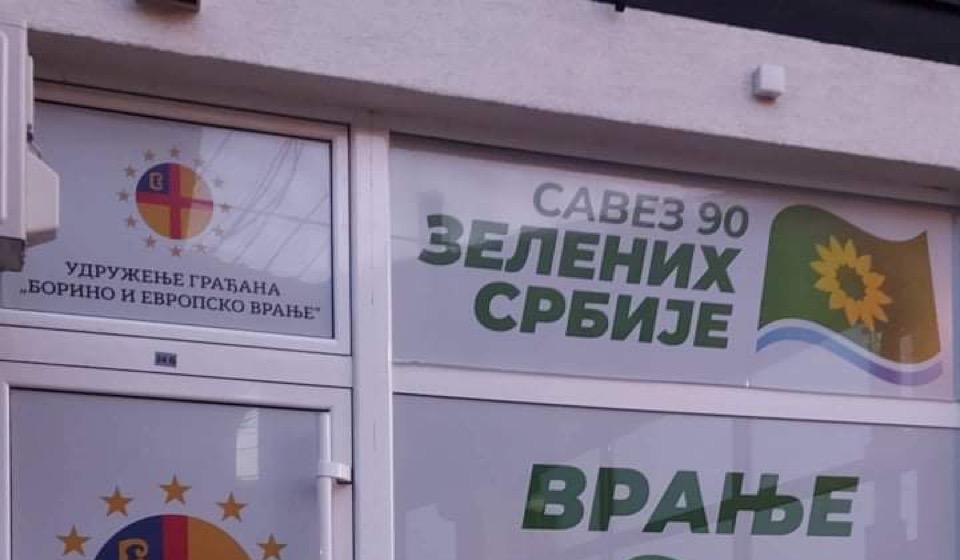 УДРУЖЕЊЕ ГРАЂАНА
„БОРИНО И ЕВРОПСКО ВРАЊЕ“
САВЕЗ 90
ЗЕЛЕНИХ
СРБИЈЕ
ВРАЊЕ